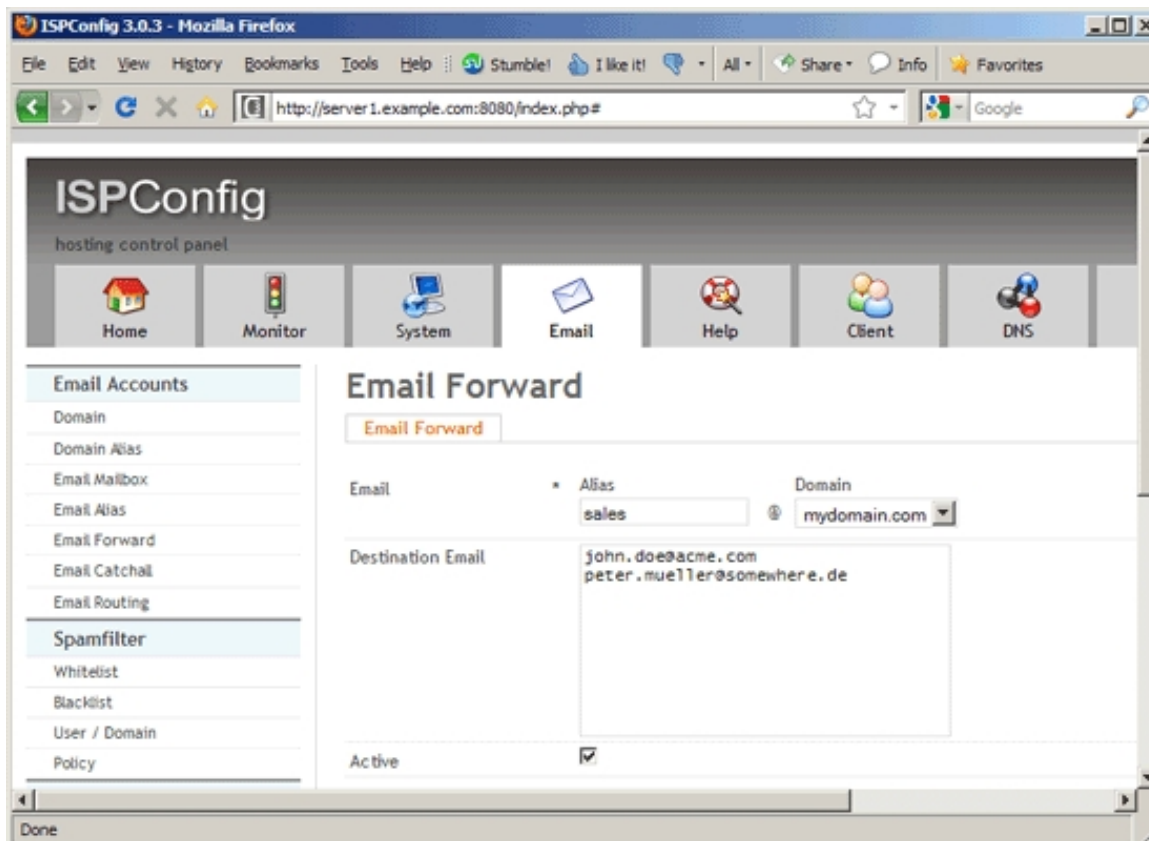 ISPConfig 3.0.3 - Mozilla Firefox
File Edit View History Bookmarks Tools Help Stumble! I like it! All Share Info Favorites
http://server1.example.com:8080/index.php# Google
ISPConfig
hosting control panel
Home Monitor System Email Help Client DNS
Email Accounts
Domain
Domain Alias
Email Mailbox
Email Alias
Email Forward
Email Catchall
Email Routing
Spamfilter
Whitelist
Blacklist
User / Domain
Policy
Email Forward
Email Forward
Alias Domain
Email * sales @ mydomain.com
Destination Email
john.doe@acme.com
peter.mueller@somewhere.de
Active
Done